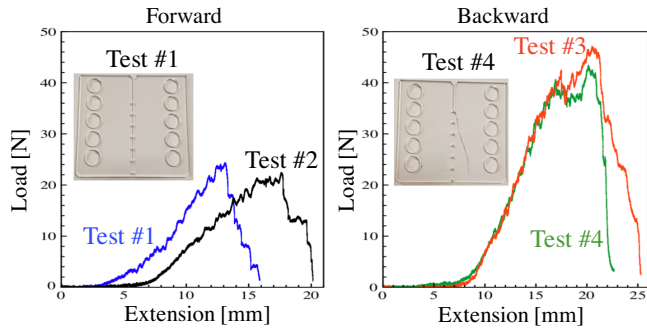 Forward
Test #1
Load [N]
50
40
30
20
10
0
Test #2
Test #1
0 5 10 15 20
Extension [mm]
Backward
Test #4
Test #3
Load [N]
50
40
30
20
10
0
Test #4
0 5 10 15 20 25
Extension [mm]